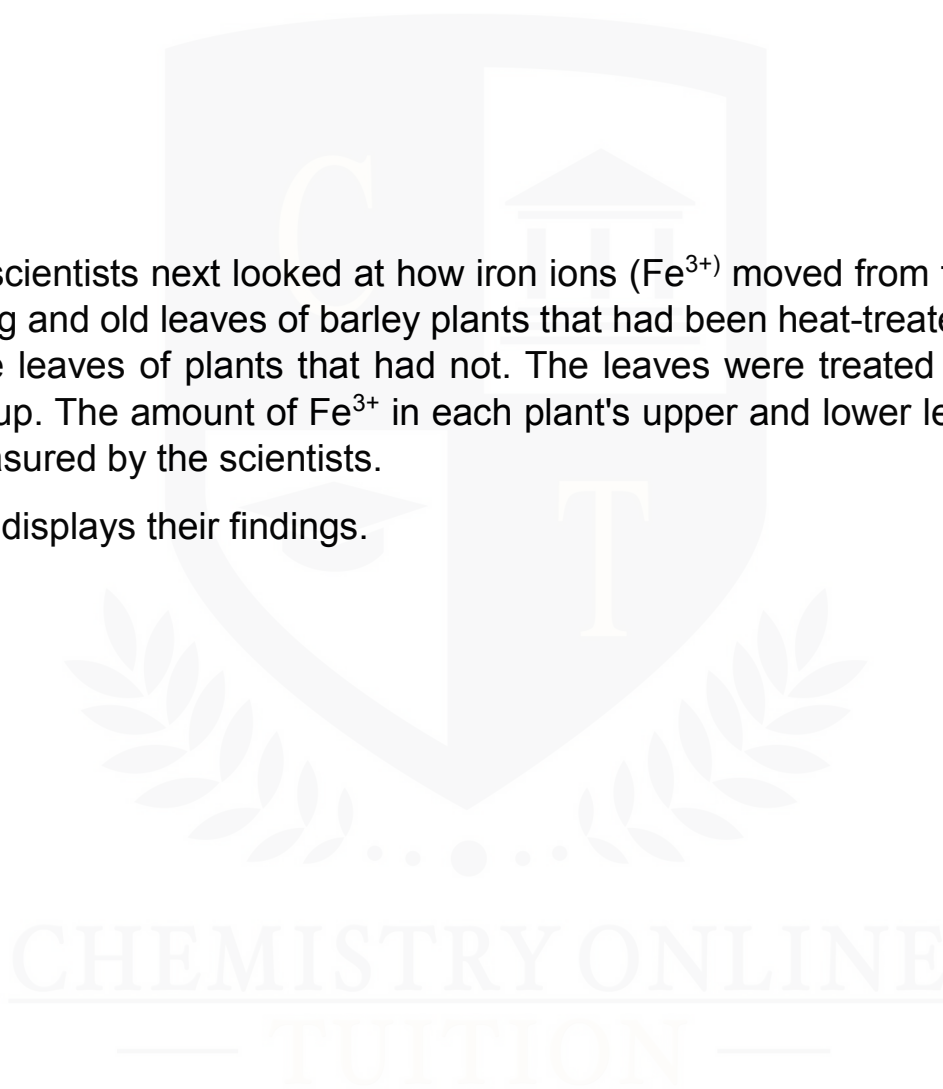 scientists next looked at how iron ions (Fe³⁺⁾ moved from
g and old leaves of barley plants that had been heat-treate
e leaves of plants that had not. The leaves were treated
up. The amount of Fe³⁺ in each plant's upper and lower le
asured by the scientists.
displays their findings.
C
T
CHEMISTRY ONLINE
TUITION